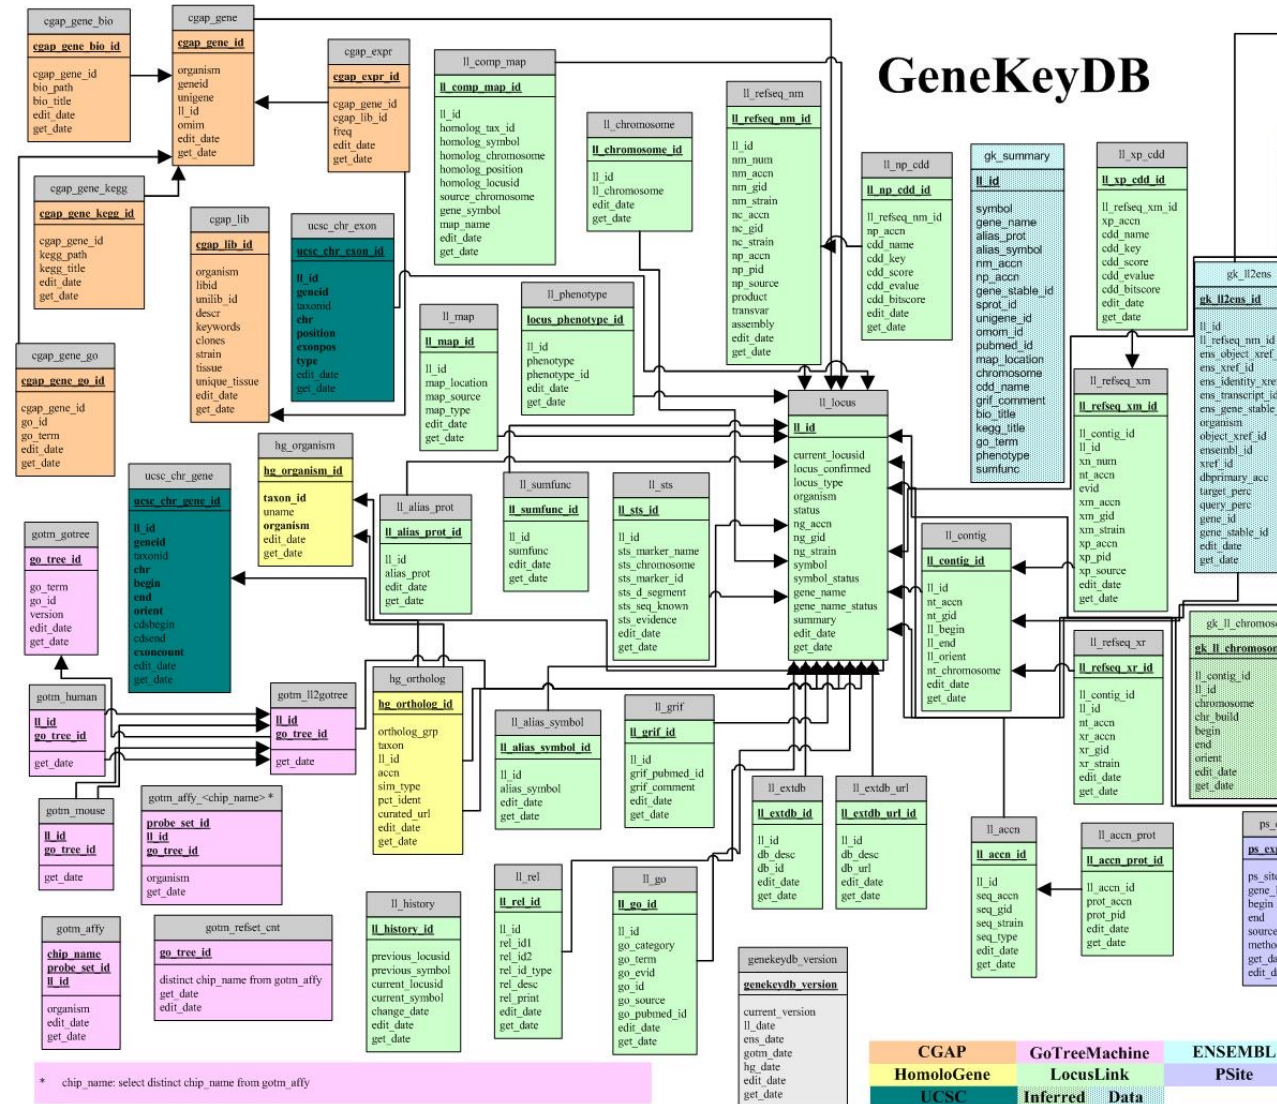 GeneKeyDB
cgap_gene_bio
cgap_gene_bio_id
cgap_gene_id
bio_path
bio_title
edit_date
get_date
cgap_gene
cgap_gene_id
organism
geneid
unigene
ll_id
omim
edit_date
get_date
cgap_expr
cgap_expr_id
cgap_gene_id
cgap_lib_id
freq
edit_date
get_date
ll_comp_map
ll_comp_map_id
ll_id
homolog_tax_id
homolog_symbol
homolog_chromosome
homolog_position
homolog_locusid
source_chromosome
gene_symbol
map_name
edit_date
get_date
ll_chromosome
ll_chromosome_id
ll_id
ll_chromosome
edit_date
get_date
ll_refseq_nm
ll_refseq_nm_id
ll_id
nm_num
nm_accn
nm_gid
nm_strain
nc_accn
nc_gid
nc_strain
np_accn
np_pid
np_source
product
transvar
assembly
edit_date
get_date
ll_np_cdd
ll_np_cdd_id
ll_refseq_nm_id
np_accn
cdd_name
cdd_key
cdd_score
cdd_evalue
cdd_bitscore
edit_date
get_date
gk_summary
ll_id
symbol
gene_name
alias_prot
alias_symbol
nm_accn
np_accn
gene_stable_id
sprot_id
unigene_id
omom_id
pubmed_id
map_location
chromosome
cdd_name
grif_comment
bio_title
kegg_title
go_term
phenotype
sumfunc
ll_xp_cdd
ll_xp_cdd_id
ll_refseq_xm_id
xp_accn
cdd_name
cdd_key
cdd_score
cdd_evalue
cdd_bitscore
edit_date
get_date
gk_ll2ens
gk_ll2ens_id
ll_id
ll_refseq_nm_id
ens_object_xref
ens_xref_id
ens_identity_xre
ens_transcript_id
ens_gene_stable
organism
object_xref_id
ensembl_id
xref_id
dbprimary_acc
target_perc
query_perc
gene_id
gene_stable_id
edit_date
get_date
cgap_gene_kegg
cgap_gene_kegg_id
cgap_gene_id
kegg_path
kegg_title
edit_date
get_date
cgap_lib
cgap_lib_id
organism
libid
unilib_id
descr
keywords
clones
strain
tissue
unique_tissue
edit_date
get_date
ucsc_chr_exon
ucsc_chr_exon_id
ll_id
geneid
taxonid
chr
position
exonpos
type
edit_date
get_date
ll_map
ll_map_id
ll_id
map_location
map_source
map_type
edit_date
get_date
ll_phenotype
locus_phenotype_id
ll_id
phenotype
phenotype_id
edit_date
get_date
cgap_gene_go
cgap_gene_go_id
cgap_gene_id
go_id
go_term
edit_date
get_date
ll_locus
ll_id
current_locusid
locus_confirmed
locus_type
organism
status
ng_accn
ng_gid
ng_strain
symbol
symbol_status
gene_name
gene_name_status
summary
edit_date
get_date
ll_refseq_xm
ll_refseq_xm_id
ll_contig_id
ll_id
xn_num
nt_accn
evid
xm_accn
xm_gid
xm_strain
xp_accn
xp_pid
xp_source
edit_date
get_date
ucsc_chr_gene
ucsc_chr_gene_id
ll_id
geneid
taxonid
chr
begin
end
orient
cdsbegin
cdsend
exoncount
edit_date
get_date
hg_organism
hg_organism_id
taxon_id
uname
organism
edit_date
get_date
ll_alias_prot
ll_alias_prot_id
ll_id
alias_prot
edit_date
get_date
ll_sumfunc
ll_sumfunc_id
ll_id
sumfunc
edit_date
get_date
ll_sts
ll_sts_id
ll_id
sts_marker_name
sts_chromosome
sts_marker_id
sts_d_segment
sts_seq_known
sts_evidence
edit_date
get_date
ll_contig
ll_contig_id
ll_id
nt_accn
nt_gid
ll_begin
ll_end
ll_orient
nt_chromosome
edit_date
get_date
gotm_gotree
go_tree_id
go_term
go_id
version
edit_date
get_date
gotm_human
ll_id
go_tree_id
get_date
gotm_ll2gotree
ll_id
go_tree_id
get_date
hg_ortholog
hg_ortholog_id
ortholog_grp
taxon
ll_id
accn
sim_type
pct_ident
curated_url
edit_date
get_date
ll_alias_symbol
ll_alias_symbol_id
ll_id
alias_symbol
edit_date
get_date
ll_grif
ll_grif_id
ll_id
grif_pubmed_id
grif_comment
edit_date
get_date
ll_refseq_xr
ll_refseq_xr_id
ll_contig_id
ll_id
nt_accn
xr_accn
xr_gid
xr_strain
edit_date
get_date
gk_ll_chromoso
gk_ll_chromosom
ll_contig_id
ll_id
chromosome
chr_build
begin
end
orient
edit_date
get_date
gotm_mouse
ll_id
go_tree_id
get_date
gotm_affy_<chip_name> *
probe_set_id
ll_id
go_tree_id
organism
get_date
ll_extdb
ll_extdb_id
ll_id
db_desc
db_id
edit_date
get_date
ll_extdb_url
ll_extdb_url_id
ll_id
db_desc
db_url
edit_date
get_date
ll_accn
ll_accn_id
ll_id
seq_accn
seq_gid
seq_strain
seq_type
edit_date
get_date
ll_accn_prot
ll_accn_prot_id
ll_accn_id
prot_accn
prot_pid
edit_date
get_date
ps_
ps_exp
ps_site
gene_
begin
end
source
metho
get_da
edit_d
gotm_affy
chip_name
probe_set_id
ll_id
organism
edit_date
get_date
gotm_refset_cnt
go_tree_id
distinct chip_name from gotm_affy
get_date
edit_date
ll_history
ll_history_id
previous_locusid
previous_symbol
current_locusid
current_symbol
change_date
edit_date
get_date
ll_rel
ll_rel_id
ll_id
rel_id1
rel_id2
rel_id_type
rel_desc
rel_print
edit_date
get_date
ll_go
ll_go_id
ll_id
go_category
go_term
go_evid
go_id
go_source
go_pubmed_id
edit_date
get_date
genekeydb_version
genekeydb_version
current_version
ll_date
ens_date
gotm_date
hg_date
edit_date
get_date
* chip_name: select distinct chip_name from gotm_affy
CGAP GoTreeMachine ENSEMBL
HomoloGene LocusLink PSite
UCSC Inferred Data